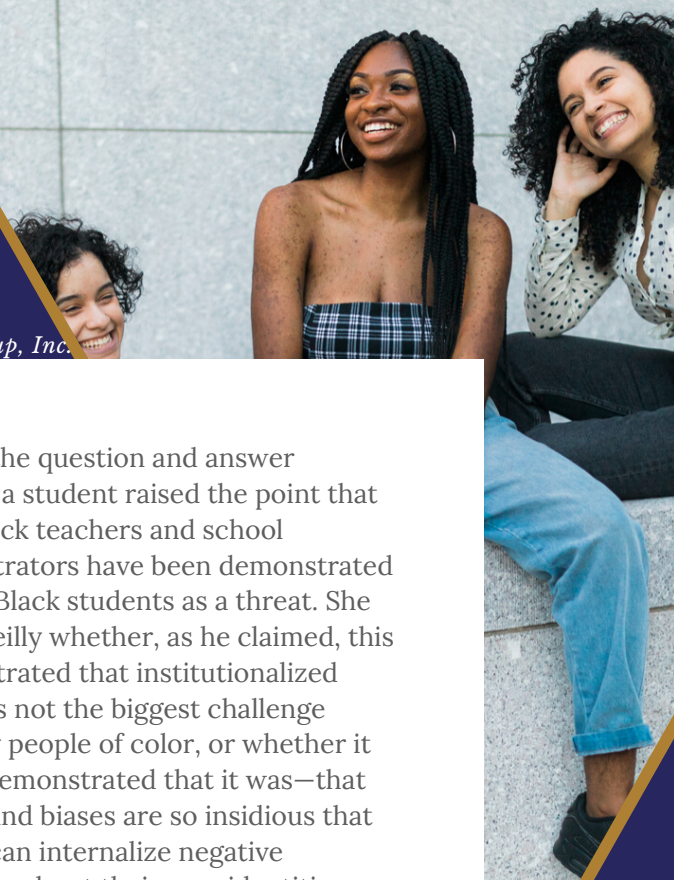 up, Inc.
he question and answer
a student raised the point that
ck teachers and school
trators have been demonstrated
Black students as a threat. She
eilly whether, as he claimed, this
trated that institutionalized
s not the biggest challenge
people of color, or whether it
emonstrated that it was—that
nd biases are so insidious that
can internalize negative